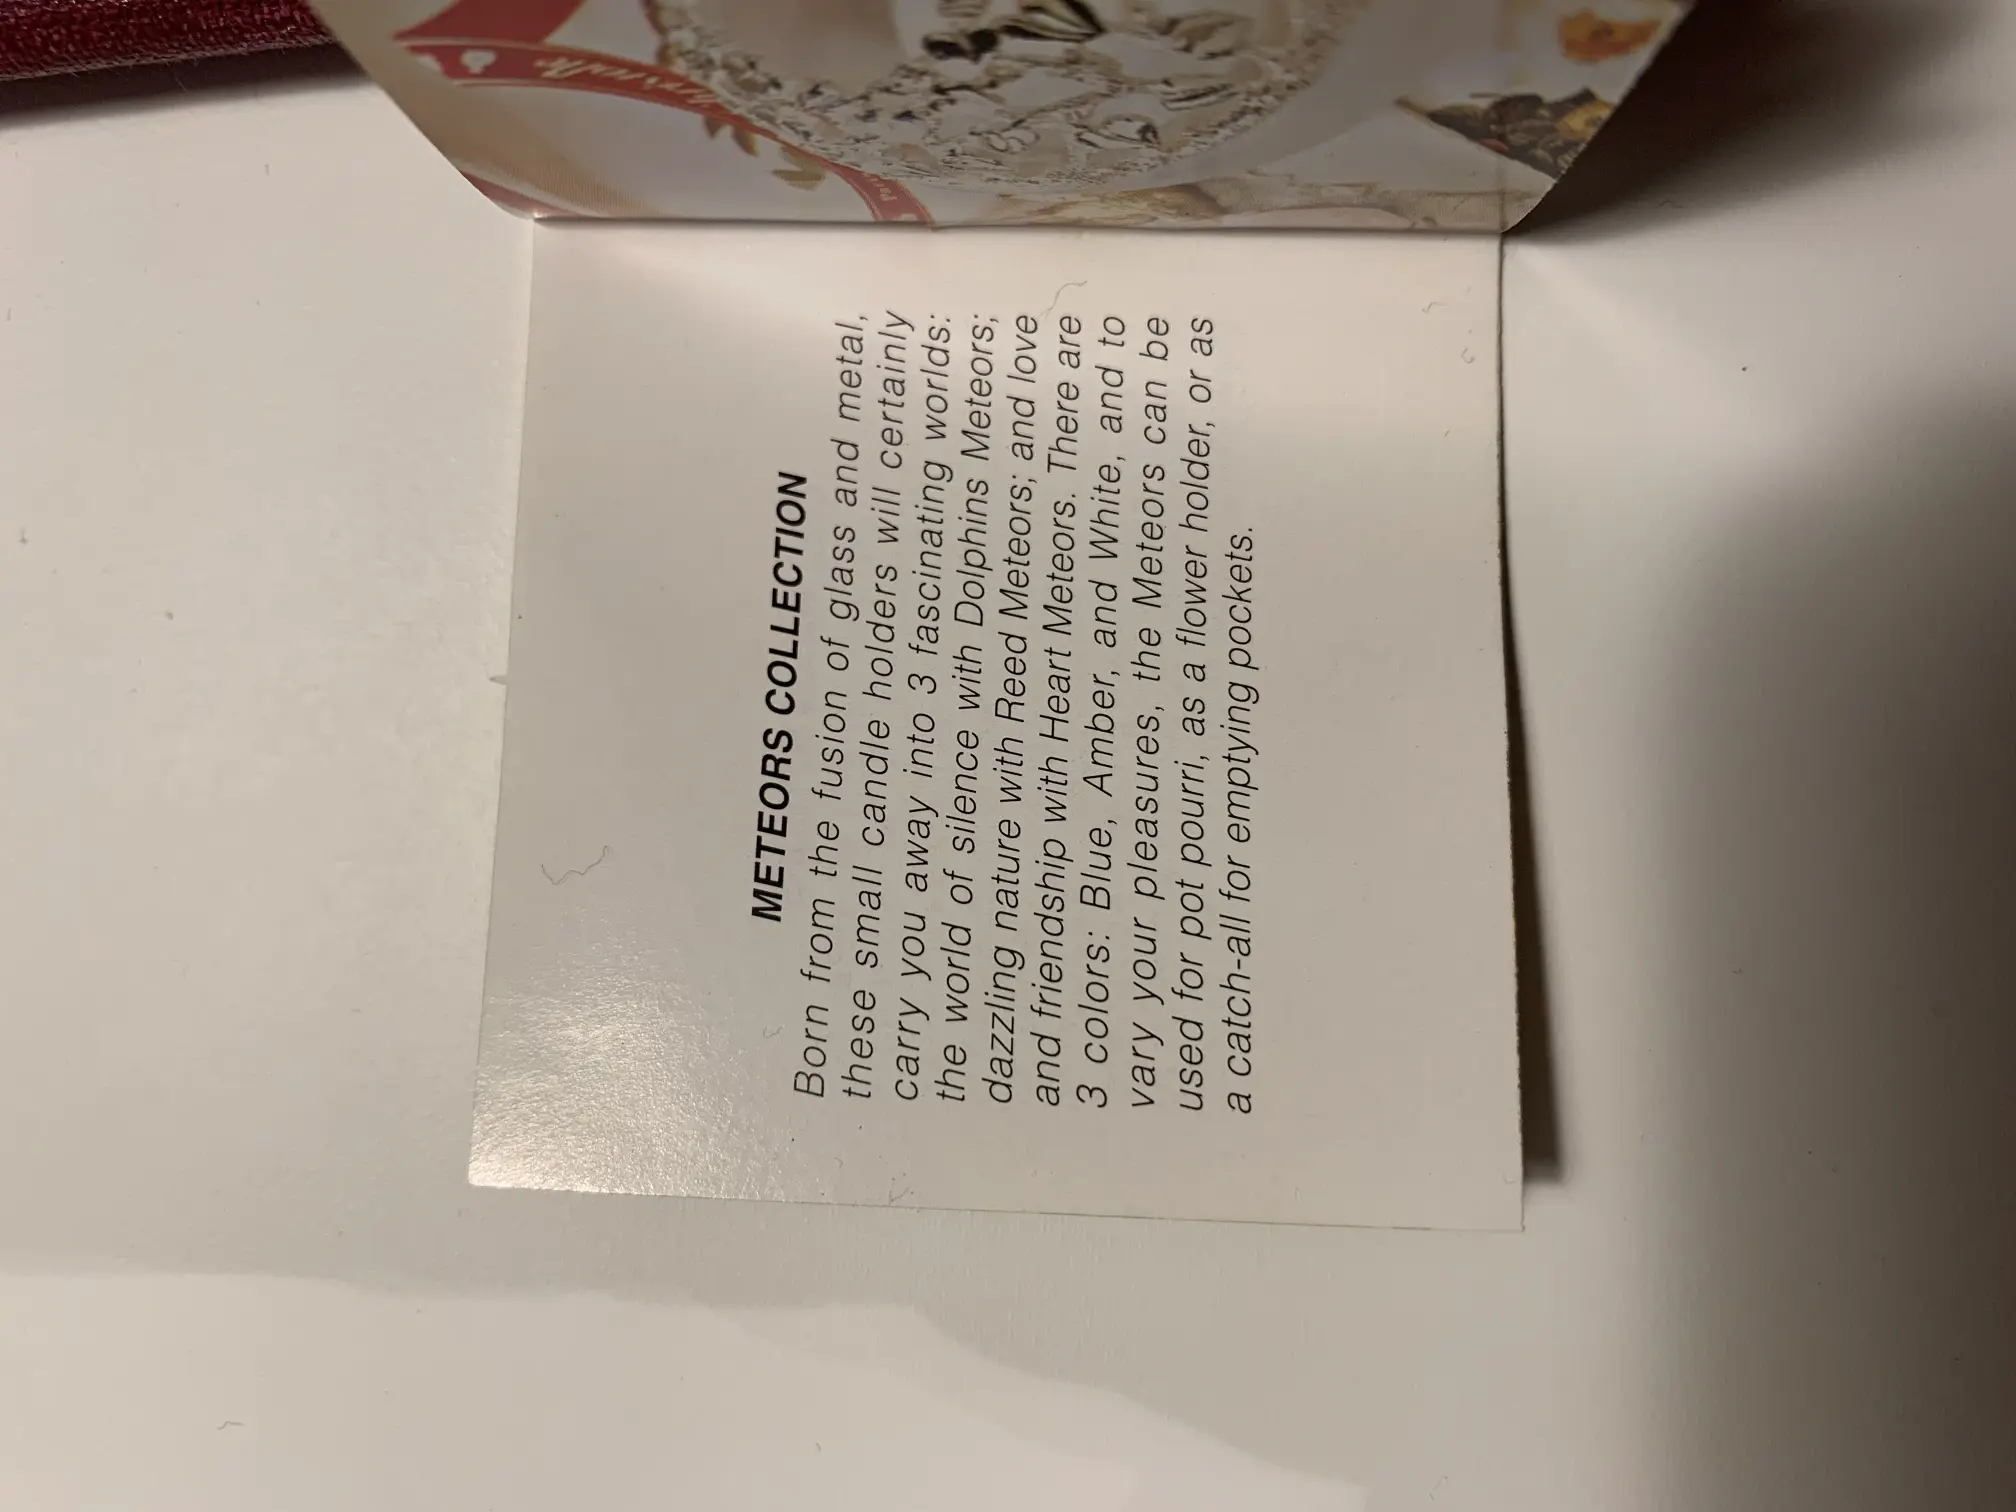 METEORS COLLECTION
Born from the fusion of glass and metal,
these small candle holders will certainly
carry you away into 3 fascinating worlds:
the world of silence with Dolphins Meteors;
dazzling nature with Reed Meteors; and love
and friendship with Heart Meteors. There are
3 colors: Blue, Amber, and White, and to
vary your pleasures, the Meteors can be
used for pot pourri, as a flower holder, or as
a catch-all for emptying pockets.